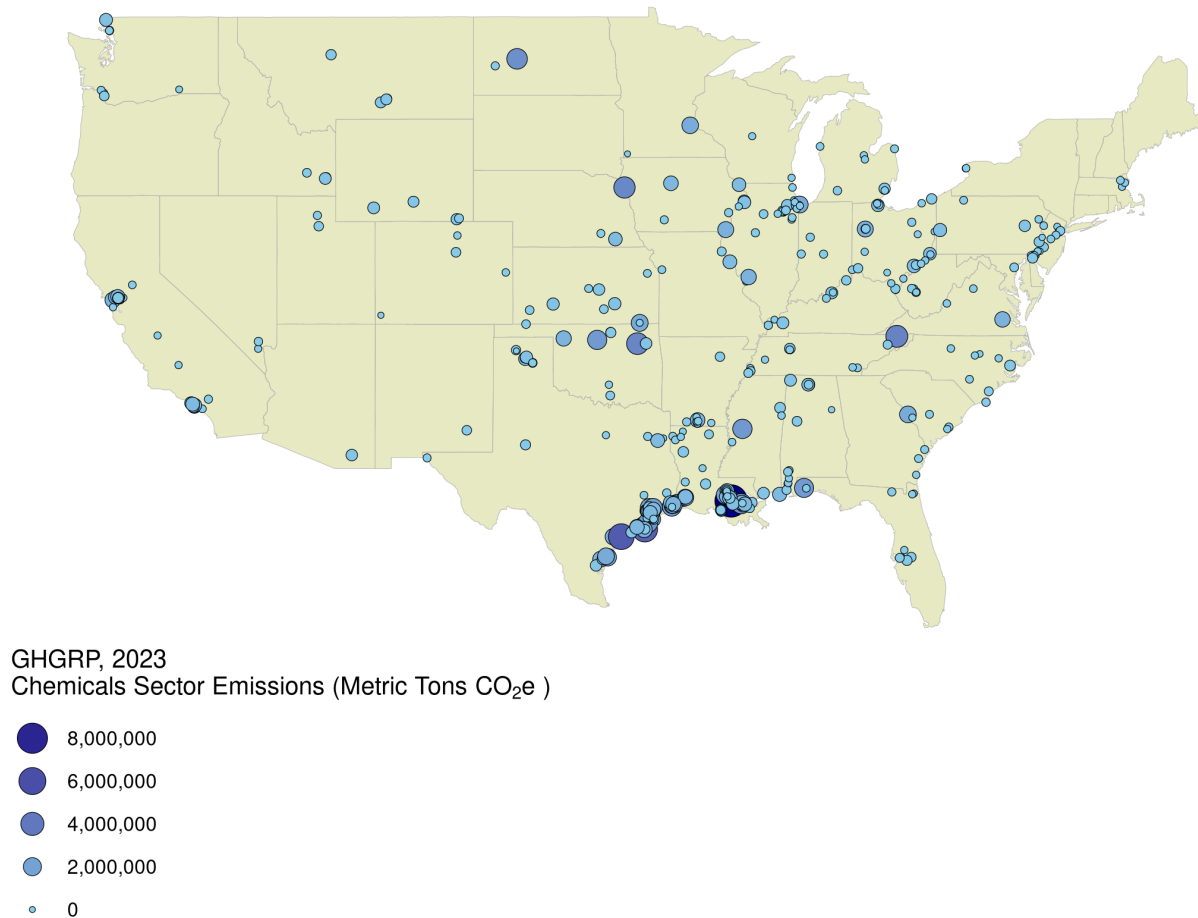 GHGRP, 2023
Chemicals Sector Emissions (Metric Tons CO₂e )
8,000,000
6,000,000
4,000,000
2,000,000
0